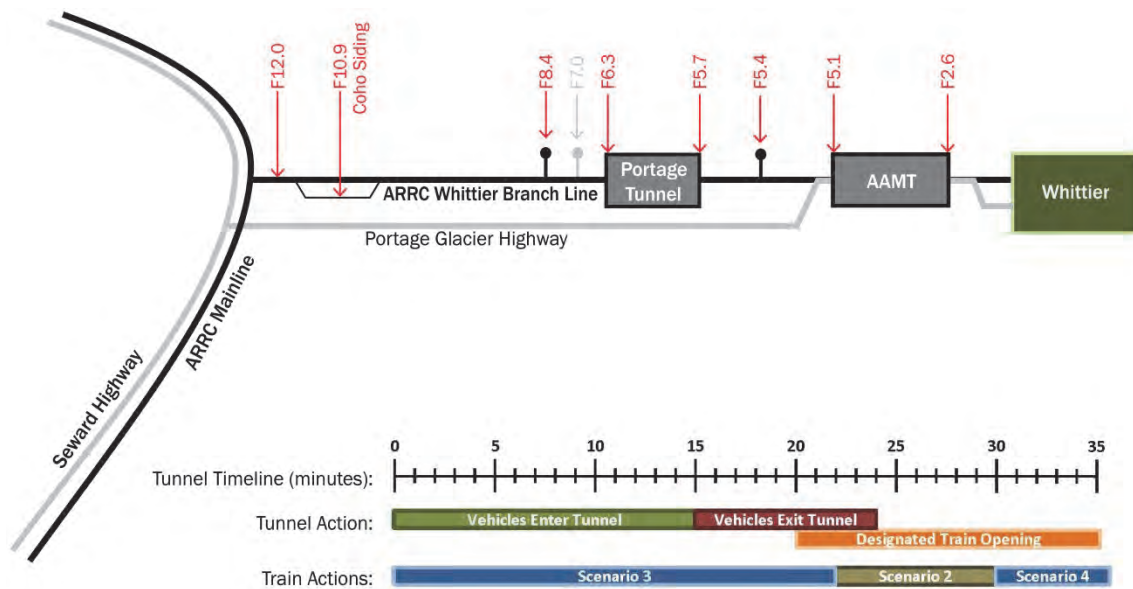 F12.0
F10.9
Coho Siding
F8.4
F7.0
F6.3
F5.7
F5.4
F5.1
F2.6
Portage
Tunnel
AAMT
Whittier
ARRC Whittier Branch Line
Portage Glacier Highway
Seward Highway
ARRC Mainline
0 5 10 15 20 25 30 35
Tunnel Timeline (minutes):
Tunnel Action: Vehicles Enter Tunnel Vehicles Exit Tunnel
Designated Train Opening
Train Actions: Scenario 3 Scenario 2 Scenario 4